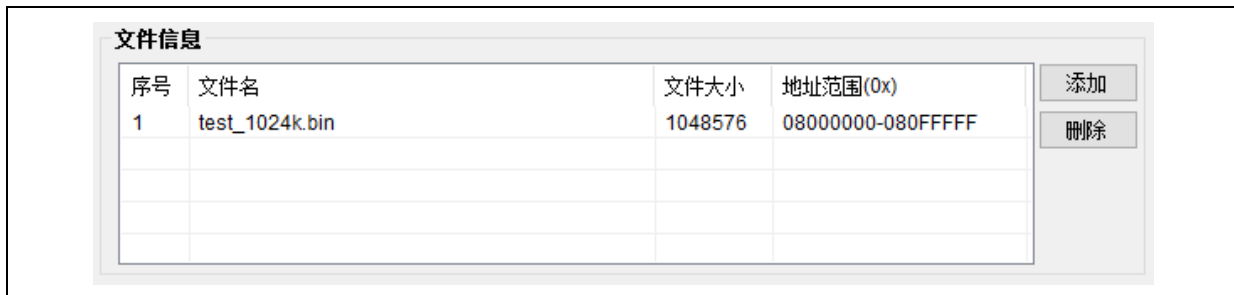 文件信息
序号 文件名 文件大小 地址范围(0x) 添加
1 test_1024k.bin 1048576 08000000-080FFFFF 删除